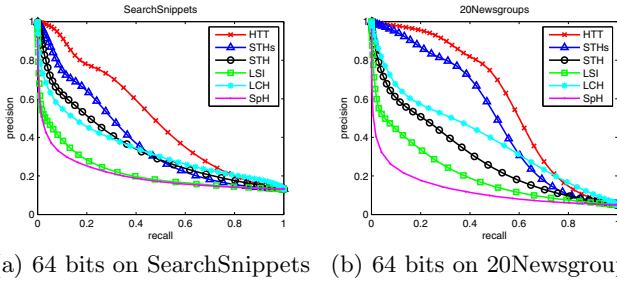 SearchSnippets
1
0.8
0.6
0.4
0.2
0
precision
0 0.2 0.4 0.6 0.8 1
recall
HTT
STHs
STH
LSI
LCH
SpH
20Newsgroups
1
0.8
0.6
0.4
0.2
0
precision
0 0.2 0.4 0.6 0.8 1
recall
HTT
STHs
STH
LSI
LCH
SpH
a) 64 bits on SearchSnippets (b) 64 bits on 20Newsgroup